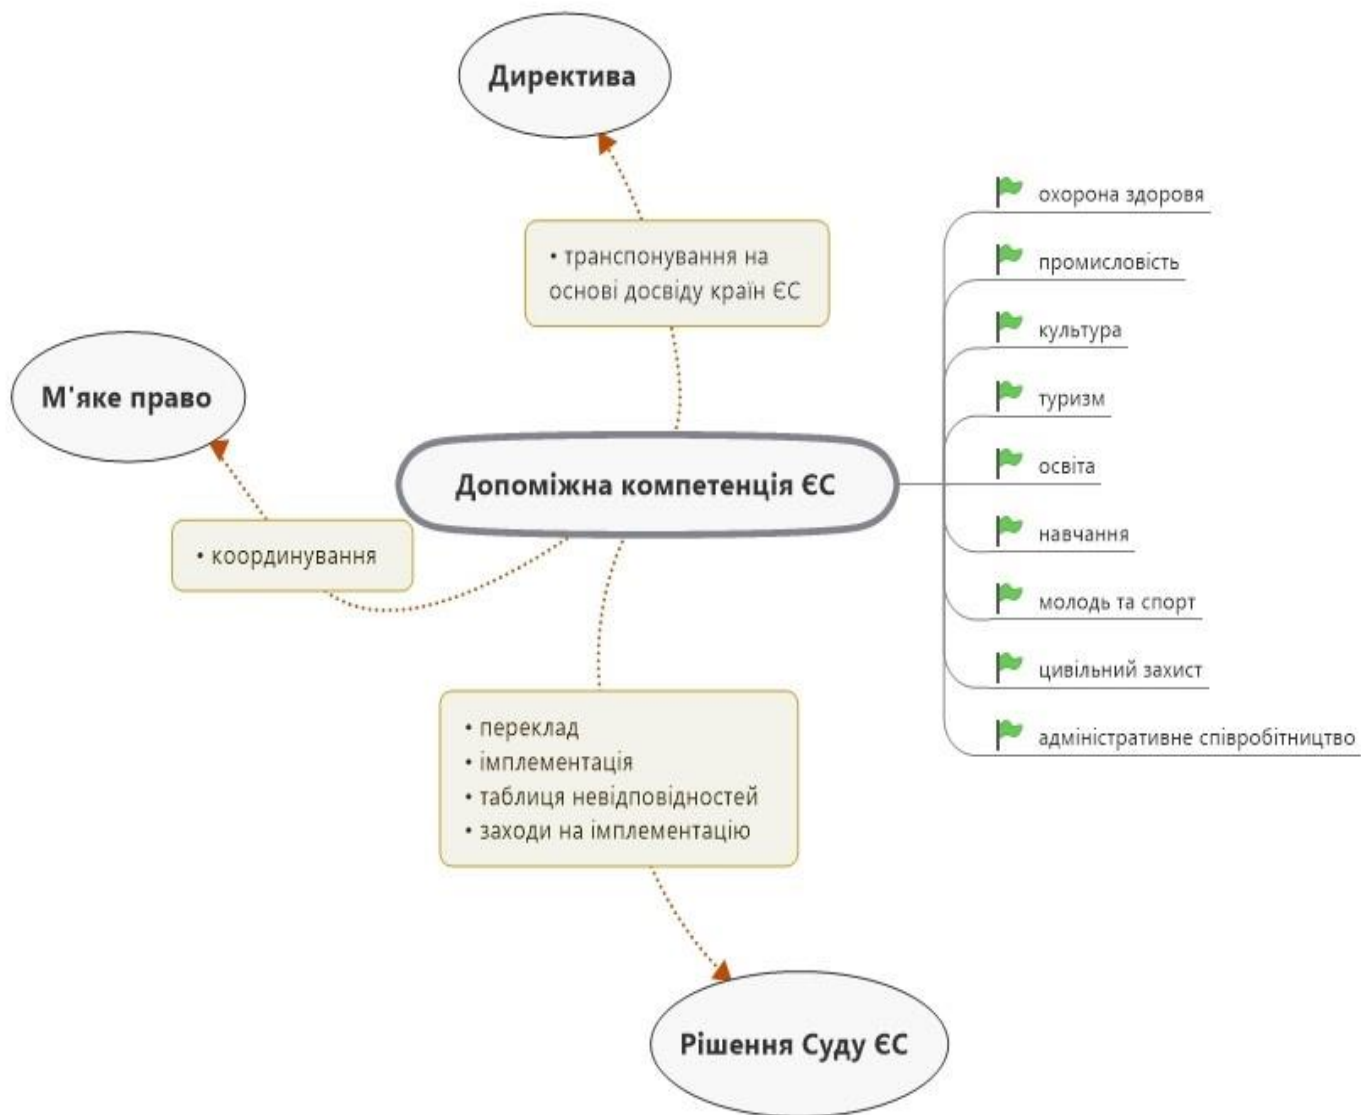 Директива
• транспонування на
основі досвіду країн ЄС
М'яке право
• координування
Допоміжна компетенція ЄС
• переклад
• імплементація
• таблиця невідповідностей
• заходи на імплементацію
Рішення Суду ЄС
охорона здоровя
промисловість
культура
туризм
освіта
навчання
молодь та спорт
цивільний захист
адміністративне співробітництво